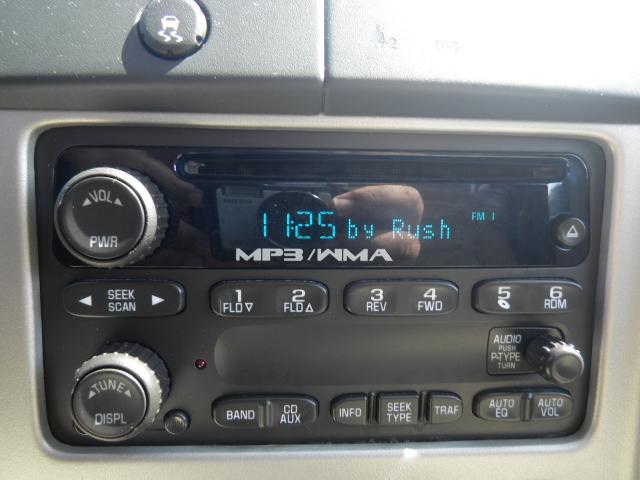 11:25 by Rush FM 1
MP3/WMA
VOL
PWR
SEEK
SCAN
1
FLD
2
FLD
3
REV
4
FWD
5
6
RDM
AUDIO
PUSH
P-TYPE
TURN
TUNE
DISPL
BAND
CD
AUX
INFO
SEEK
TYPE
TRAF
AUTO
EQ
AUTO
VOL